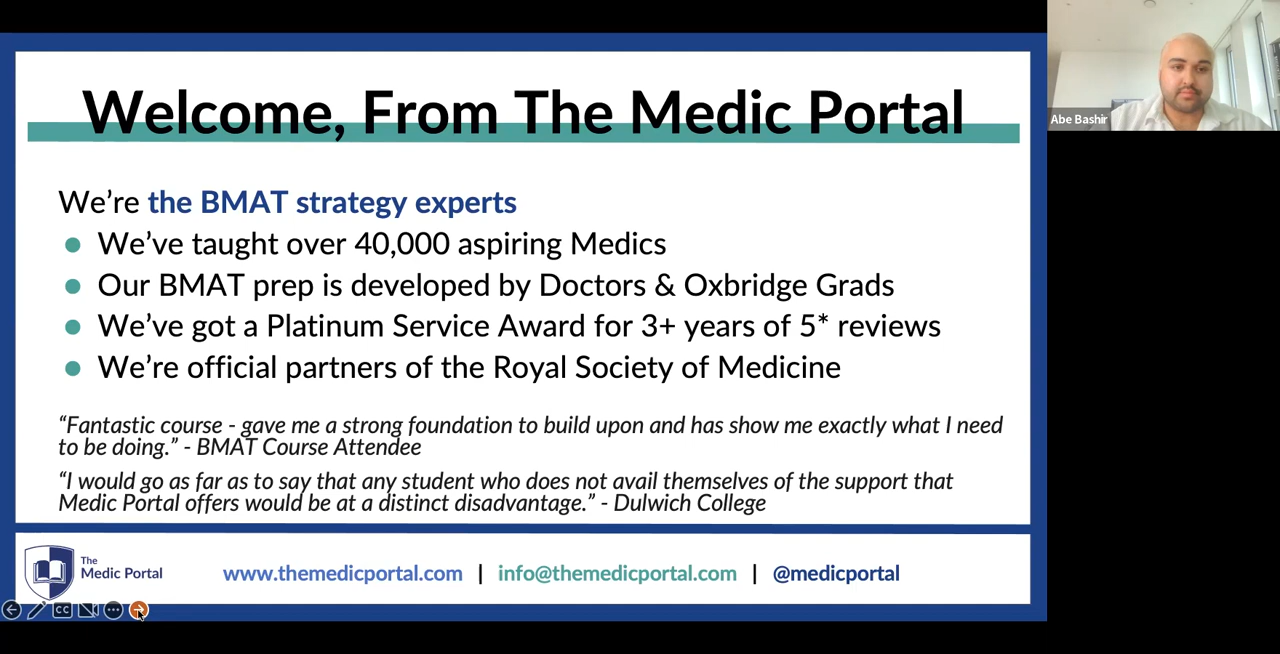 Welcome, From The Medic Portal
Abe Bashir
We’re the BMAT strategy experts
● We’ve taught over 40,000 aspiring Medics
● Our BMAT prep is developed by Doctors & Oxbridge Grads
● We’ve got a Platinum Service Award for 3+ years of 5* reviews
● We’re official partners of the Royal Society of Medicine
“Fantastic course - gave me a strong foundation to build upon and has show me exactly what I need
to be doing.” - BMAT Course Attendee
“I would go as far as to say that any student who does not avail themselves of the support that
Medic Portal offers would be at a distinct disadvantage.” - Dulwich College
The
Medic Portal
www.themedicportal.com | info@themedicportal.com | @medicportal
CC